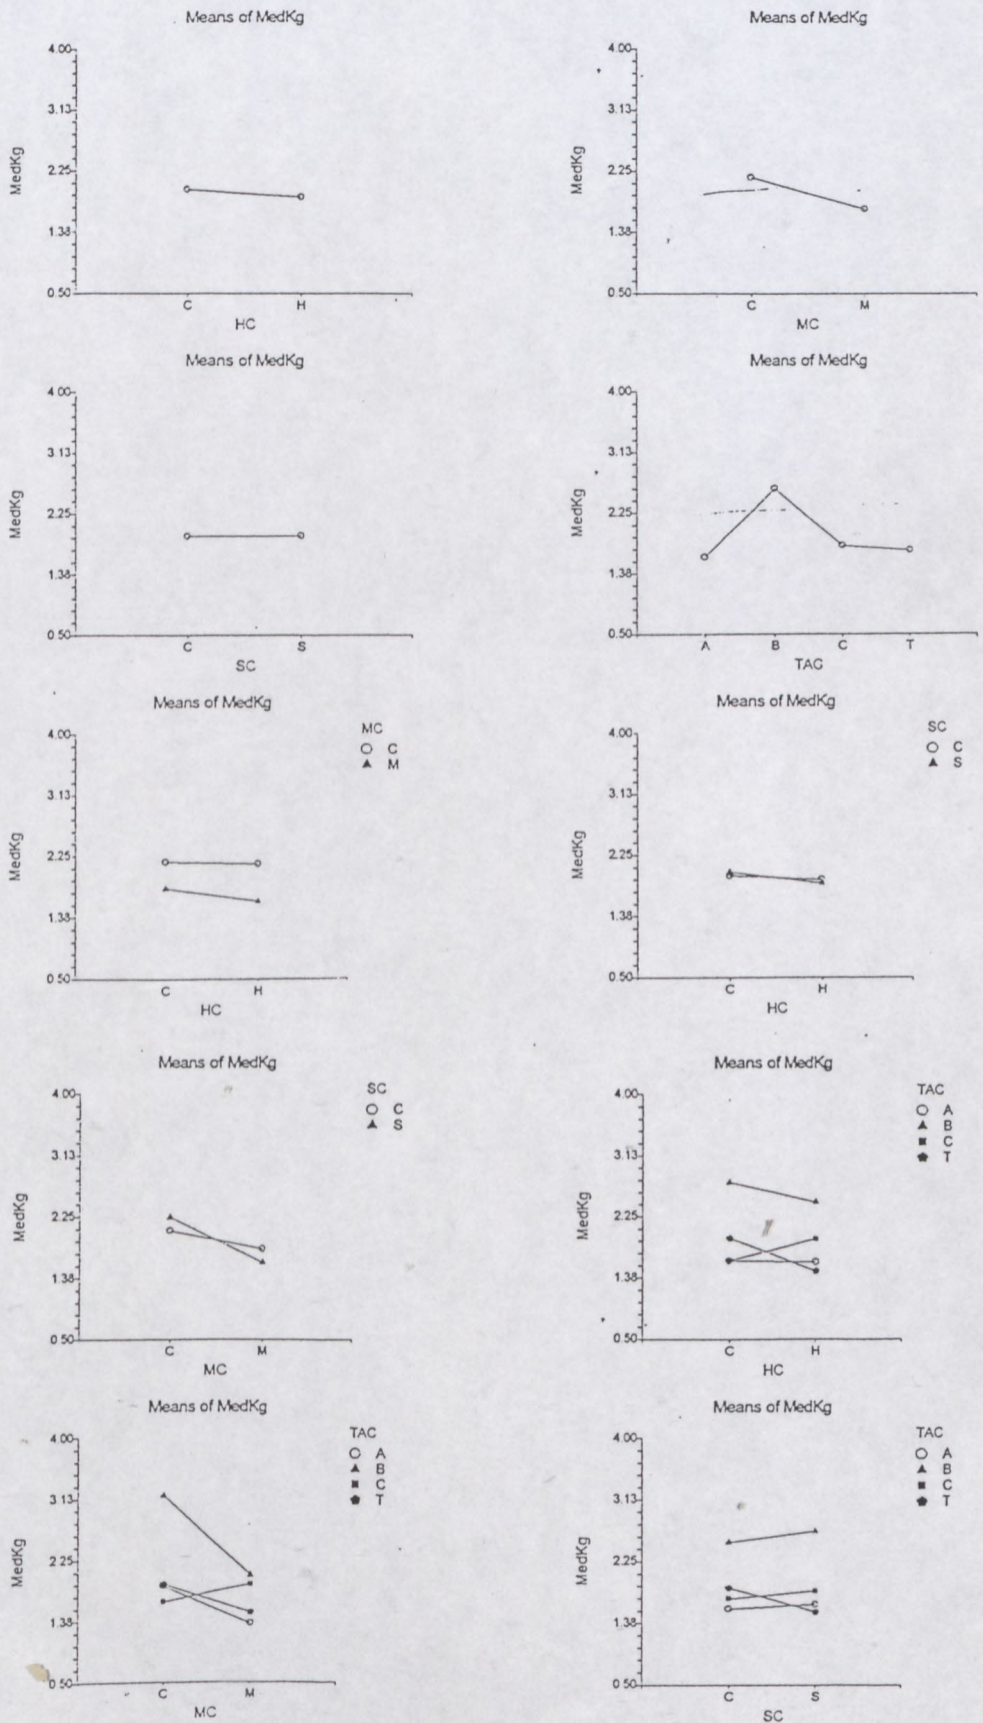 Means of MedKg
4.00
3.13
2.25
1.38
0.50
MedKg
C H
HC
Means of MedKg
4.00
3.13
2.25
1.38
0.50
MedKg
C M
MC
Means of MedKg
4.00
3.13
2.25
1.38
0.50
MedKg
C S
SC
Means of MedKg
4.00
3.13
2.25
1.38
0.50
MedKg
A B C T
TAC
Means of MedKg
MC
C
M
4.00
3.13
2.25
1.38
0.50
MedKg
C H
HC
Means of MedKg
SC
C
S
4.00
3.13
2.25
1.38
0.50
MedKg
C H
HC
Means of MedKg
SC
C
S
4.00
3.13
2.25
1.38
0.50
MedKg
C M
MC
Means of MedKg
TAC
A
B
C
T
4.00
3.13
2.25
1.38
0.50
MedKg
C H
HC
Means of MedKg
TAC
A
B
C
T
4.00
3.13
2.25
1.38
0.50
MedKg
C M
MC
Means of MedKg
TAC
A
B
C
T
4.00
3.13
2.25
1.38
0.50
MedKg
C S
SC